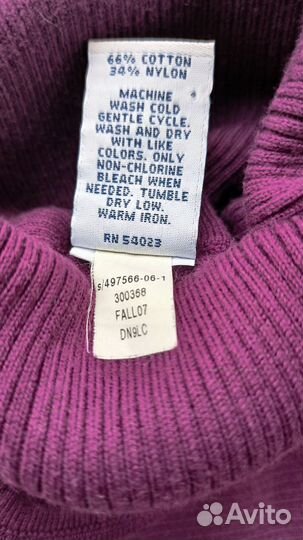 66% COTTON
34% NYLON
MACHINE
WASH COLD
GENTLE CYCLE.
WASH AND DRY
WITH LIKE
COLORS. ONLY
NON-CHLORINE
BLEACH WHEN
NEEDED. TUMBLE
DRY LOW.
WARM IRON.
RN 54023
s/497566-06-1
300368
FALL07
DN9LC
Avito